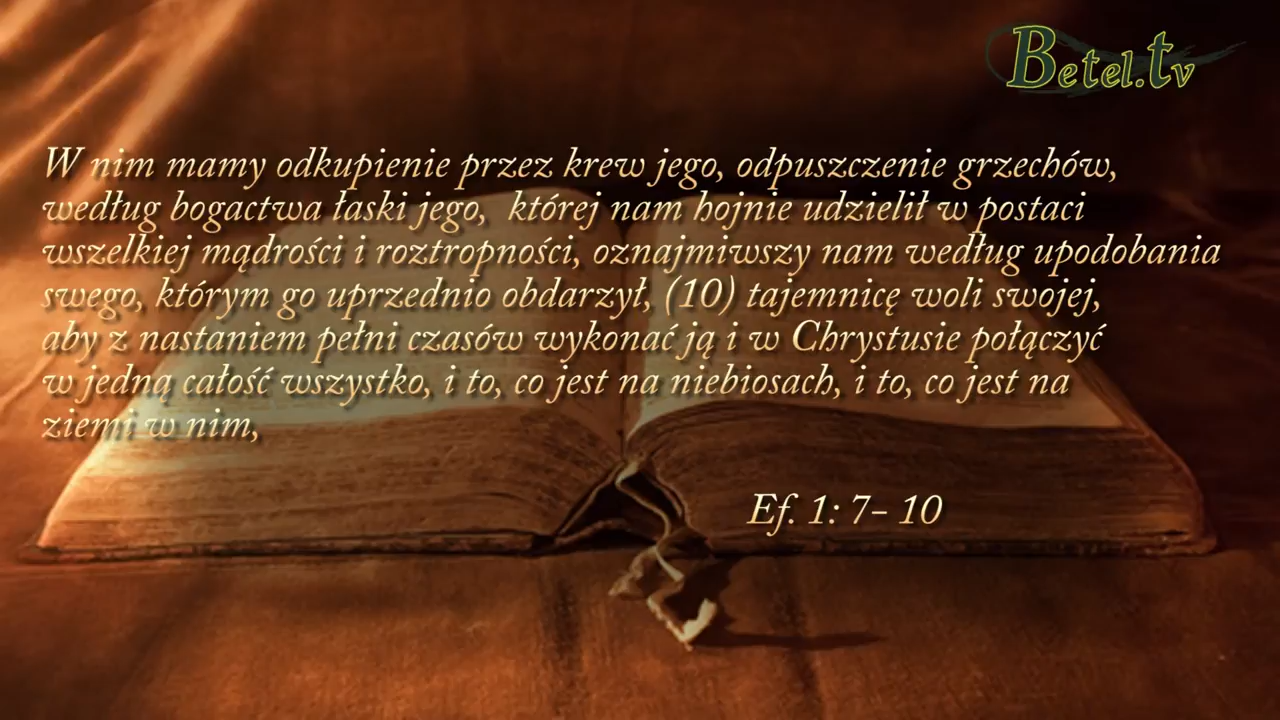 Betel.tv
W nim mamy odkupienie przez krew jego, odpuszczenie grzechów,
według bogactwa łaski jego, której nam hojnie udzielił w postaci
wszelkiej mądrości i roztropności, oznajmiwszy nam według upodobania
swego, którym go uprzednio obdarzył, (10) tajemnicę woli swojej,
aby z nastaniem pełni czasów wykonać ją i w Chrystusie połączyć
w jedną całość wszystko, i to, co jest na niebiosach, i to, co jest na
ziemi w nim,
Ef. 1: 7- 10